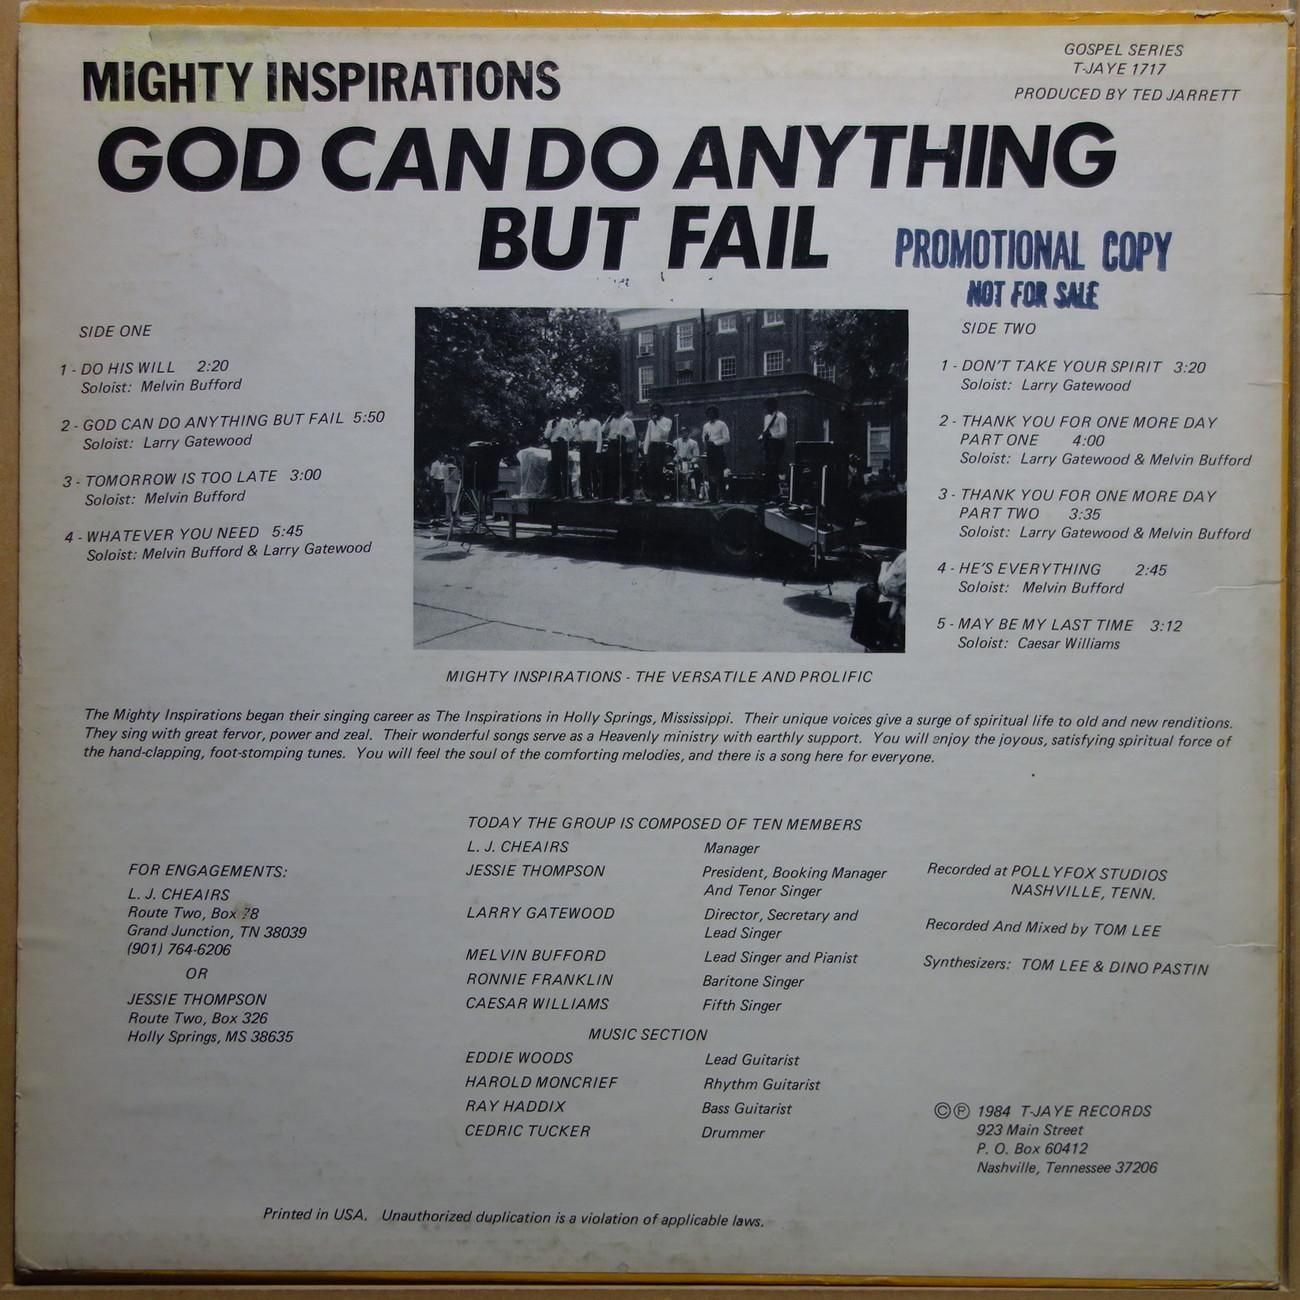 MIGHTY INSPIRATIONS
GOSPEL SERIES
T-JAYE 1717
PRODUCED BY TED JARRETT
GOD CAN DO ANYTHING
BUT FAIL
PROMOTIONAL COPY
NOT FOR SALE
SIDE ONE
1 - DO HIS WILL 2:20
Soloist: Melvin Bufford
2 - GOD CAN DO ANYTHING BUT FAIL 5:50
Soloist: Larry Gatewood
3 - TOMORROW IS TOO LATE 3:00
Soloist: Melvin Bufford
4 - WHATEVER YOU NEED 5:45
Soloist: Melvin Bufford & Larry Gatewood
SIDE TWO
1 - DON'T TAKE YOUR SPIRIT 3:20
Soloist: Larry Gatewood
2 - THANK YOU FOR ONE MORE DAY
PART ONE 4:00
Soloist: Larry Gatewood & Melvin Bufford
3 - THANK YOU FOR ONE MORE DAY
PART TWO 3:35
Soloist: Larry Gatewood & Melvin Bufford
4 - HE'S EVERYTHING 2:45
Soloist: Melvin Bufford
5 - MAY BE MY LAST TIME 3:12
Soloist: Caesar Williams
MIGHTY INSPIRATIONS - THE VERSATILE AND PROLIFIC
The Mighty Inspirations began their singing career as The Inspirations in Holly Springs, Mississippi. Their unique voices give a surge of spiritual life to old and new renditions.
They sing with great fervor, power and zeal. Their wonderful songs serve as a Heavenly ministry with earthly support. You will enjoy the joyous, satisfying spiritual force of
the hand-clapping, foot-stomping tunes. You will feel the soul of the comforting melodies, and there is a song here for everyone.
FOR ENGAGEMENTS:
L. J. CHEAIRS
Route Two, Box 78
Grand Junction, TN 38039
(901) 764-6206
OR
JESSIE THOMPSON
Route Two, Box 326
Holly Springs, MS 38635
TODAY THE GROUP IS COMPOSED OF TEN MEMBERS
L. J. CHEAIRS Manager
JESSIE THOMPSON President, Booking Manager
And Tenor Singer
LARRY GATEWOOD Director, Secretary and
Lead Singer
MELVIN BUFFORD Lead Singer and Pianist
RONNIE FRANKLIN Baritone Singer
CAESAR WILLIAMS Fifth Singer
MUSIC SECTION
EDDIE WOODS Lead Guitarist
HAROLD MONCRIEF Rhythm Guitarist
RAY HADDIX Bass Guitarist
CEDRIC TUCKER Drummer
Recorded at POLLYFOX STUDIOS
NASHVILLE, TENN.
Recorded And Mixed by TOM LEE
Synthesizers: TOM LEE & DINO PASTIN
©℗ 1984 T-JAYE RECORDS
923 Main Street
P. O. Box 60412
Nashville, Tennessee 37206
Printed in USA. Unauthorized duplication is a violation of applicable laws.